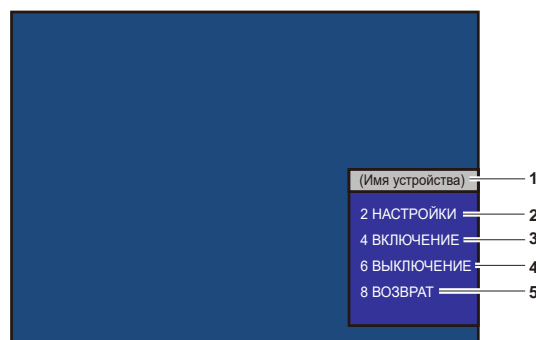 (Имя устройства) 1
2 НАСТРОЙКИ 2
4 ВКЛЮЧЕНИЕ 3
6 ВЫКЛЮЧЕНИЕ 4
8 ВОЗВРАТ 5